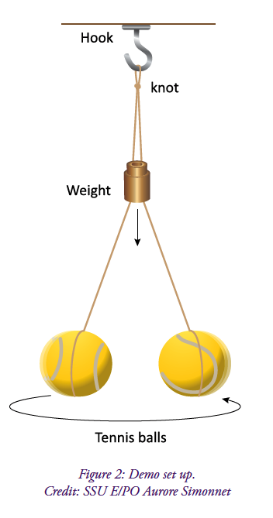 Hook
knot
Weight
Tennis balls
Figure 2: Demo set up.
Credit: SSU E/PO Aurore Simonnet